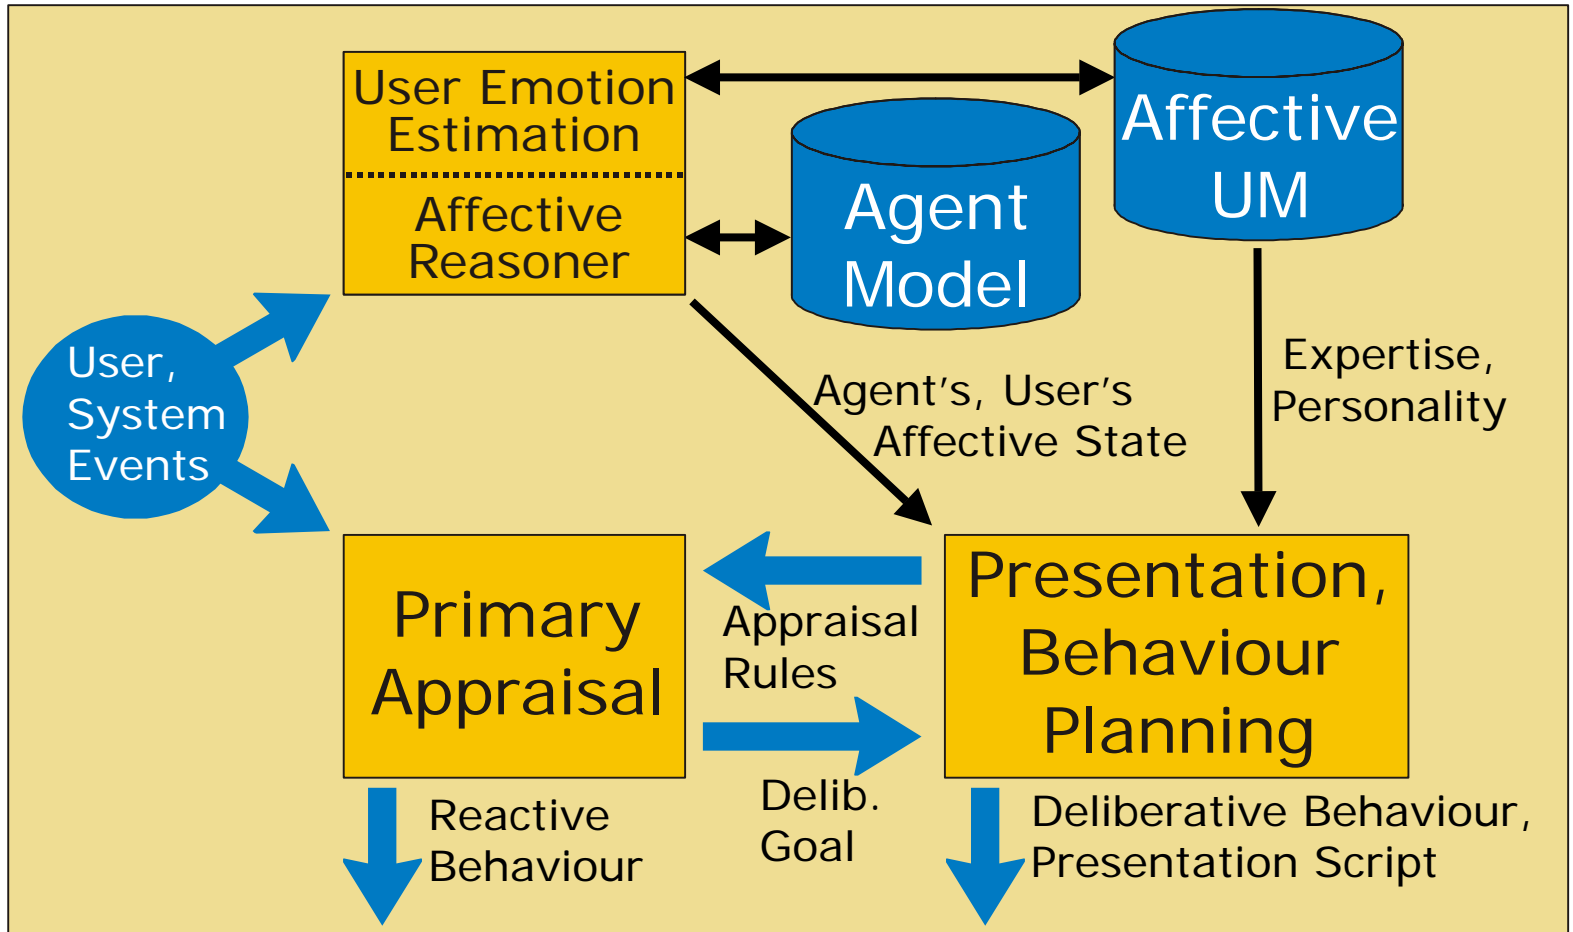 User Emotion
Estimation
Affective
Reasoner
Agent
Model
Affective
UM
User,
System
Events
Agent's, User's
Affective State
Expertise,
Personality
Primary
Appraisal
Appraisal
Rules
Delib.
Goal
Presentation,
Behaviour
Planning
Reactive
Behaviour
Deliberative Behaviour,
Presentation Script